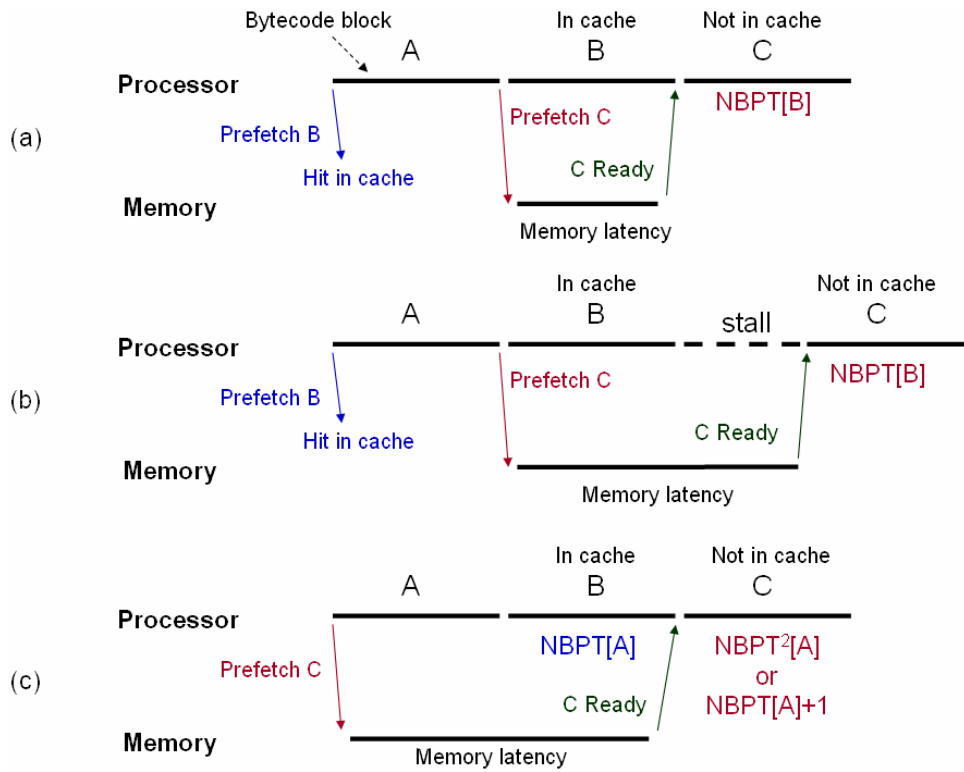 Bytecode block
In cache
Not in cache
A
B
C
Processor
NBPT[B]
Prefetch B
Prefetch C
(a)
Hit in cache
C Ready
Memory
Memory latency
In cache
Not in cache
A
B
stall
C
Processor
Prefetch B
Prefetch C
NBPT[B]
(b)
Hit in cache
C Ready
Memory
Memory latency
In cache
Not in cache
A
B
C
Processor
NBPT[A]
NBPT²[A]
Prefetch C
or
(c)
C Ready
NBPT[A]+1
Memory
Memory latency